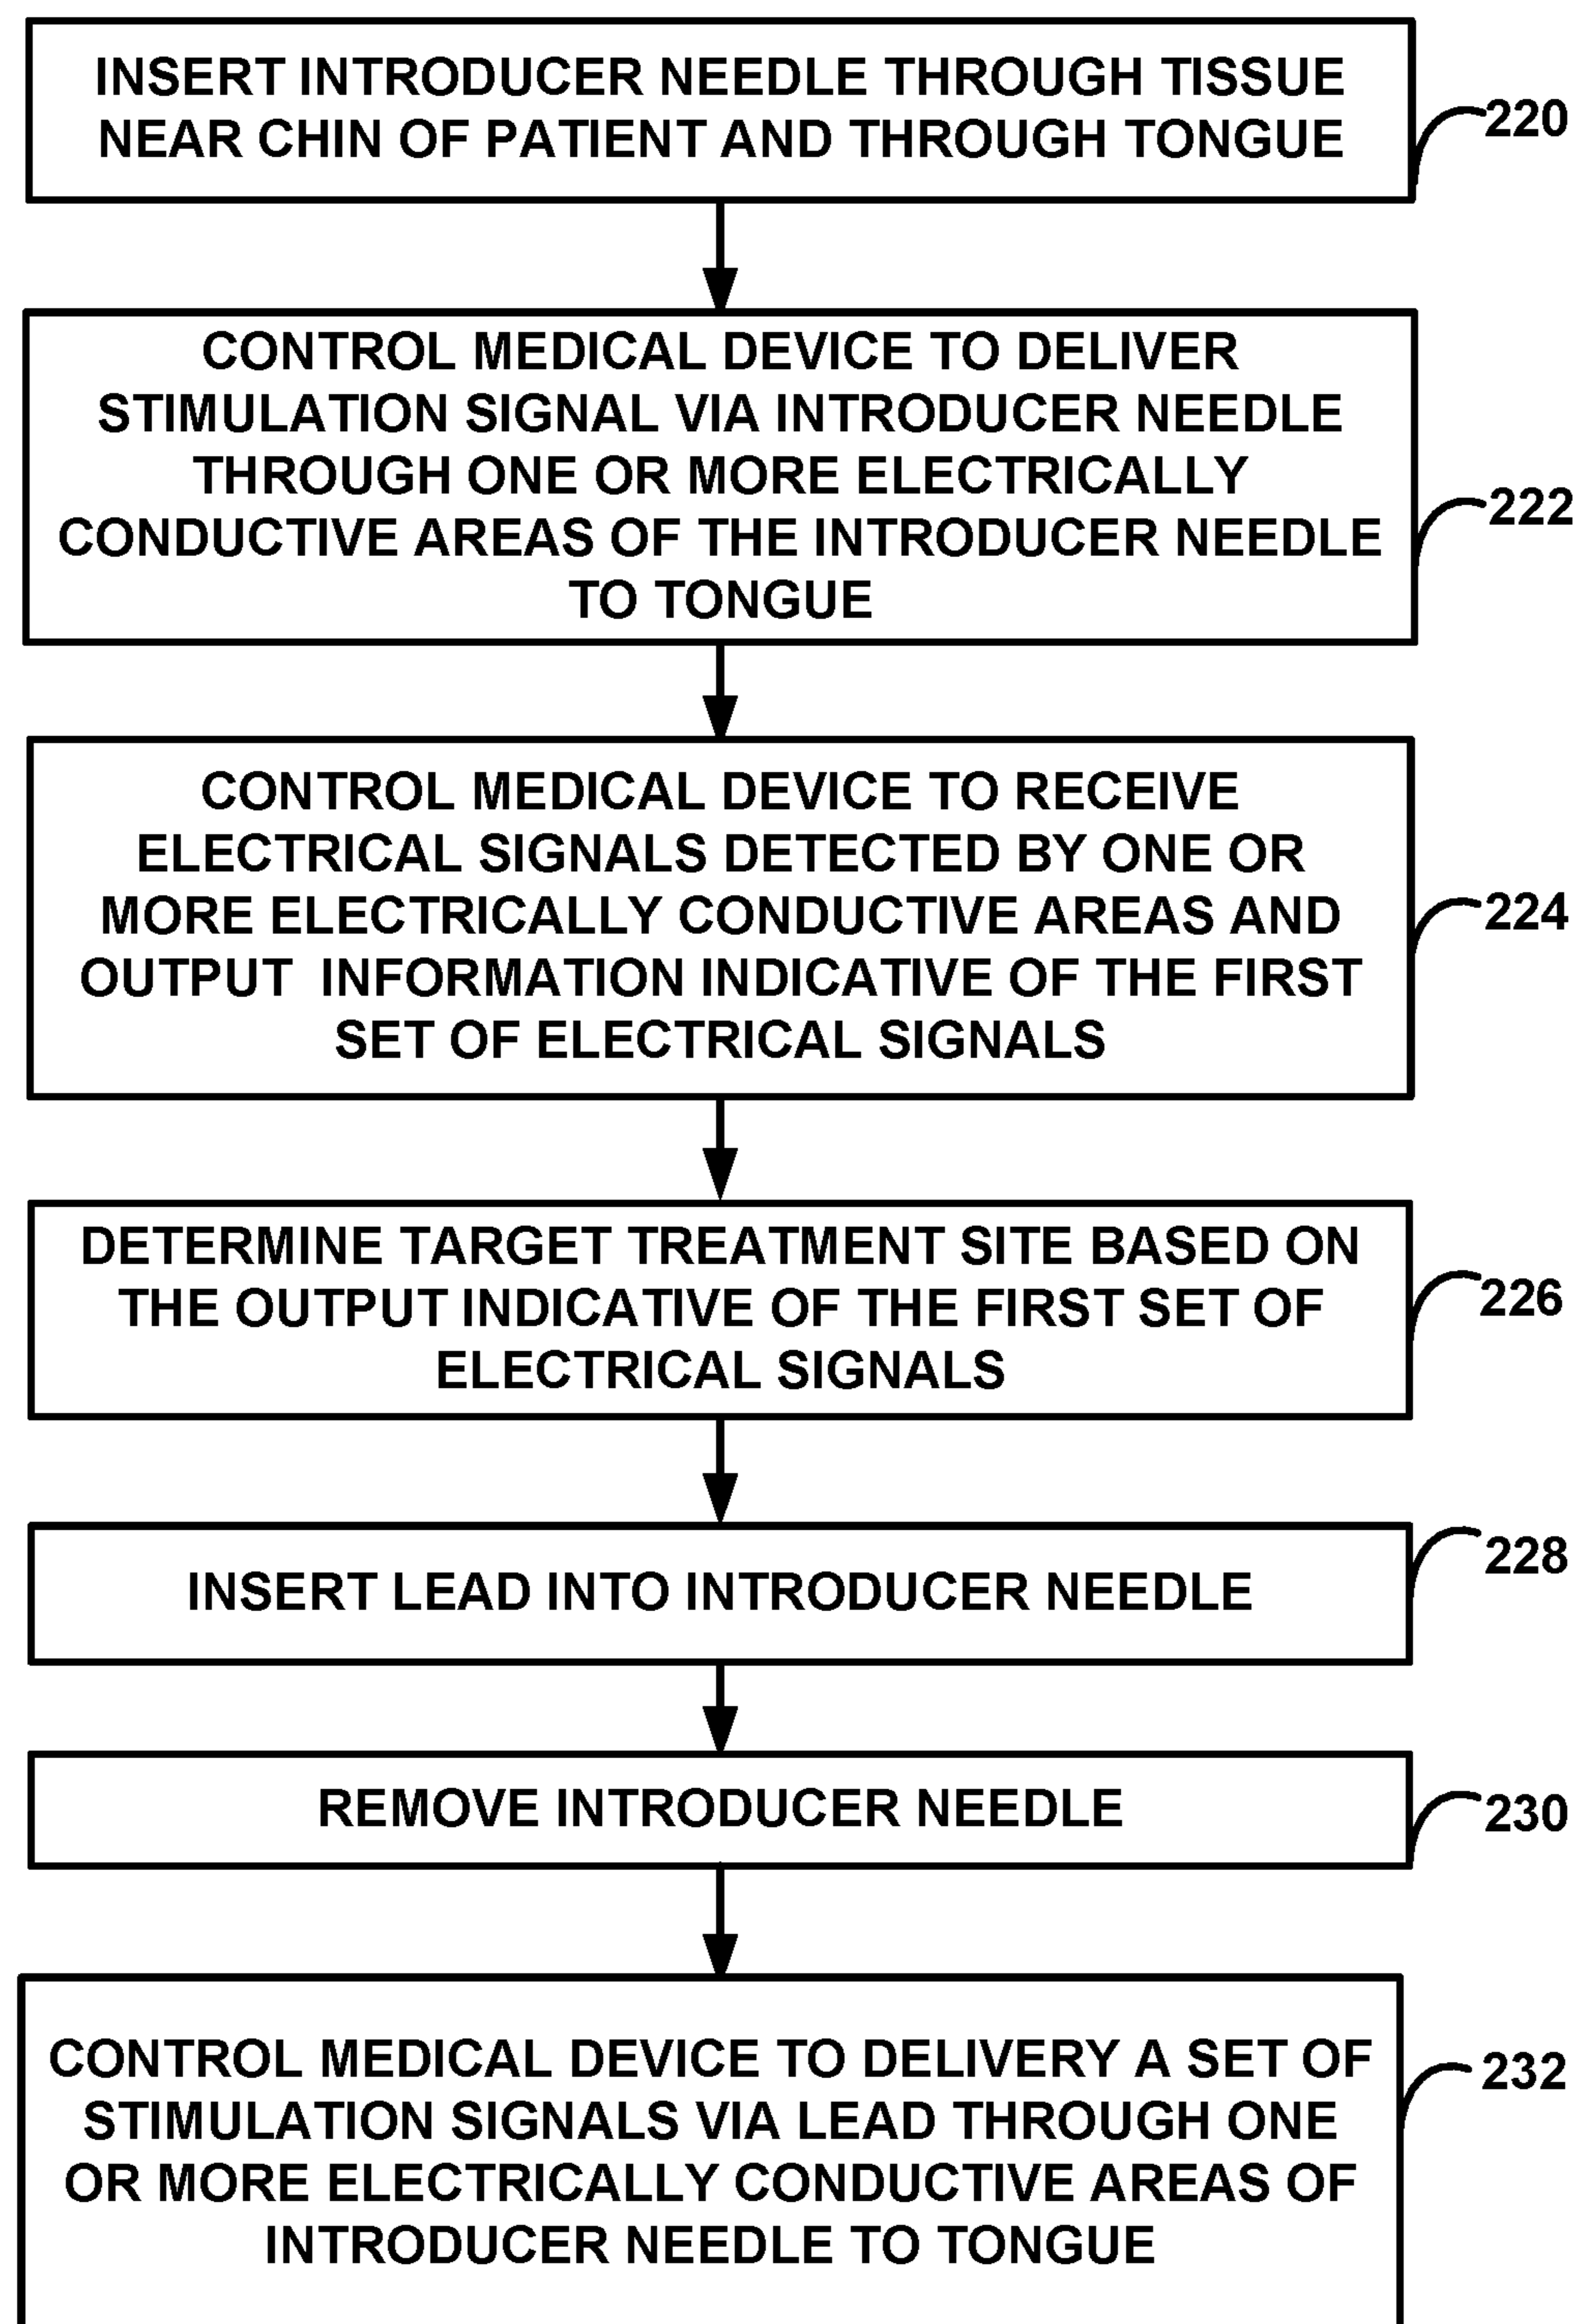 INSERT INTRODUCER NEEDLE THROUGH TISSUE
NEAR CHIN OF PATIENT AND THROUGH TONGUE
220
CONTROL MEDICAL DEVICE TO DELIVER
STIMULATION SIGNAL VIA INTRODUCER NEEDLE
THROUGH ONE OR MORE ELECTRICALLY
CONDUCTIVE AREAS OF THE INTRODUCER NEEDLE
TO TONGUE
222
CONTROL MEDICAL DEVICE TO RECEIVE
ELECTRICAL SIGNALS DETECTED BY ONE OR
MORE ELECTRICALLY CONDUCTIVE AREAS AND
OUTPUT INFORMATION INDICATIVE OF THE FIRST
SET OF ELECTRICAL SIGNALS
224
DETERMINE TARGET TREATMENT SITE BASED ON
THE OUTPUT INDICATIVE OF THE FIRST SET OF
ELECTRICAL SIGNALS
226
INSERT LEAD INTO INTRODUCER NEEDLE
228
REMOVE INTRODUCER NEEDLE
230
CONTROL MEDICAL DEVICE TO DELIVERY A SET OF
STIMULATION SIGNALS VIA LEAD THROUGH ONE
OR MORE ELECTRICALLY CONDUCTIVE AREAS OF
INTRODUCER NEEDLE TO TONGUE
232